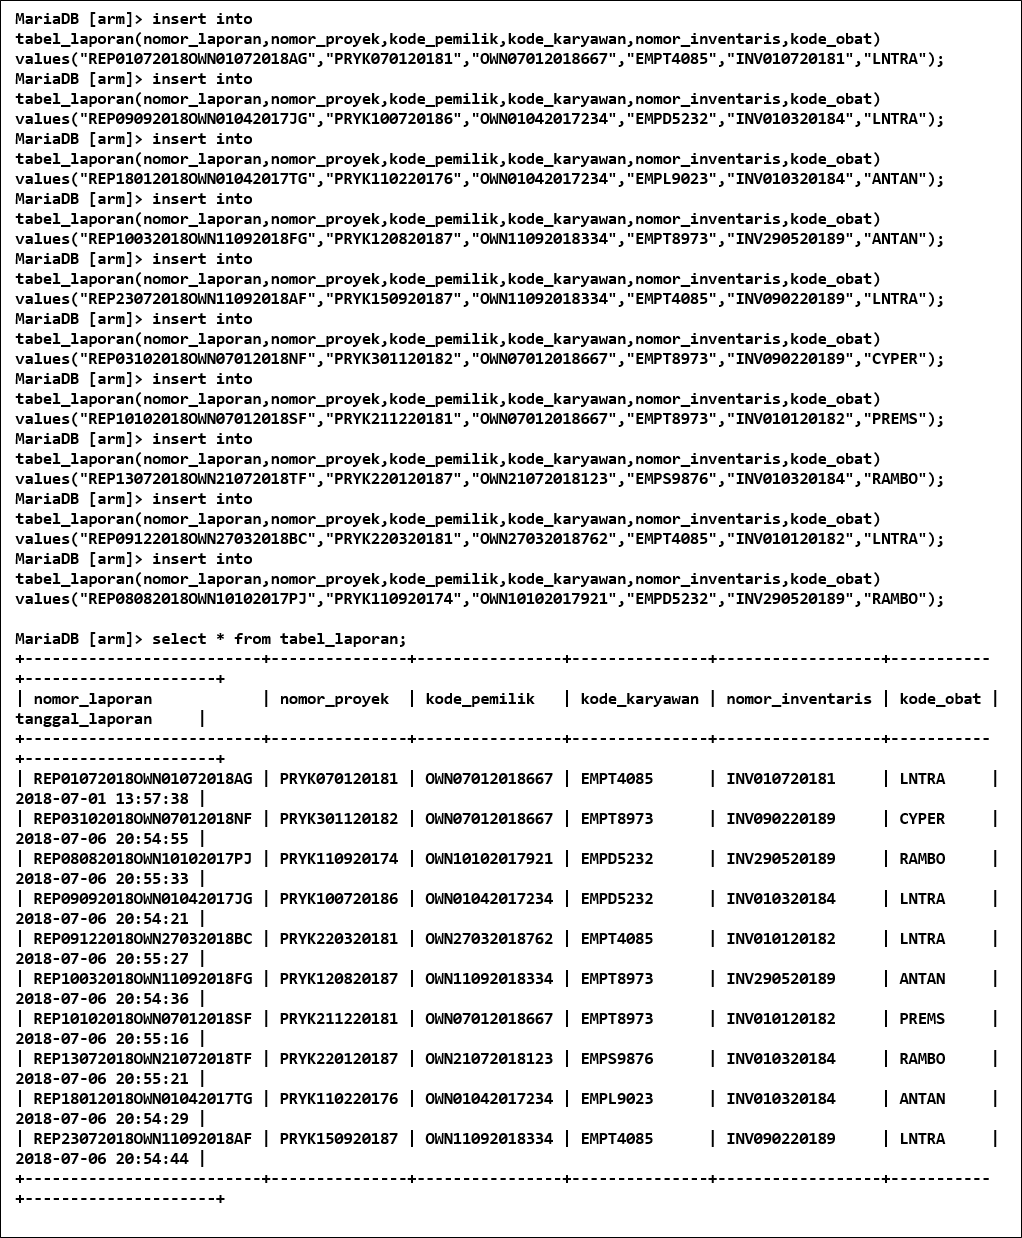 MariaDB [arm]> insert into
tabel_laporan(nomor_laporan,nomor_proyek,kode_pemilik,kode_karyawan,nomor_inventaris,kode_obat)
values("REP01072018OWN01072018AG","PRYK070120181","OWN07012018667","EMPT4085","INV010720181","LNTRA");
MariaDB [arm]> insert into
tabel_laporan(nomor_laporan,nomor_proyek,kode_pemilik,kode_karyawan,nomor_inventaris,kode_obat)
values("REP09092018OWN01042017JG","PRYK100720186","OWN01042017234","EMPD5232","INV010320184","LNTRA");
MariaDB [arm]> insert into
tabel_laporan(nomor_laporan,nomor_proyek,kode_pemilik,kode_karyawan,nomor_inventaris,kode_obat)
values("REP18012018OWN01042017TG","PRYK110220176","OWN01042017234","EMPL9023","INV010320184","ANTAN");
MariaDB [arm]> insert into
tabel_laporan(nomor_laporan,nomor_proyek,kode_pemilik,kode_karyawan,nomor_inventaris,kode_obat)
values("REP10032018OWN11092018FG","PRYK120820187","OWN11092018334","EMPT8973","INV290520189","ANTAN");
MariaDB [arm]> insert into
tabel_laporan(nomor_laporan,nomor_proyek,kode_pemilik,kode_karyawan,nomor_inventaris,kode_obat)
values("REP23072018OWN11092018AF","PRYK150920187","OWN11092018334","EMPT4085","INV090220189","LNTRA");
MariaDB [arm]> insert into
tabel_laporan(nomor_laporan,nomor_proyek,kode_pemilik,kode_karyawan,nomor_inventaris,kode_obat)
values("REP03102018OWN07012018NF","PRYK301120182","OWN07012018667","EMPT8973","INV090220189","CYPER");
MariaDB [arm]> insert into
tabel_laporan(nomor_laporan,nomor_proyek,kode_pemilik,kode_karyawan,nomor_inventaris,kode_obat)
values("REP10102018OWN07012018SF","PRYK211220181","OWN07012018667","EMPT8973","INV010120182","PREMS");
MariaDB [arm]> insert into
tabel_laporan(nomor_laporan,nomor_proyek,kode_pemilik,kode_karyawan,nomor_inventaris,kode_obat)
values("REP13072018OWN21072018TF","PRYK220120187","OWN21072018123","EMPS9876","INV010320184","RAMBO");
MariaDB [arm]> insert into
tabel_laporan(nomor_laporan,nomor_proyek,kode_pemilik,kode_karyawan,nomor_inventaris,kode_obat)
values("REP09122018OWN27032018BC","PRYK220320181","OWN27032018762","EMPT4085","INV010120182","LNTRA");
MariaDB [arm]> insert into
tabel_laporan(nomor_laporan,nomor_proyek,kode_pemilik,kode_karyawan,nomor_inventaris,kode_obat)
values("REP08082018OWN10102017PJ","PRYK110920174","OWN10102017921","EMPD5232","INV290520189","RAMBO");
MariaDB [arm]> select * from tabel_laporan;
+--------------------------+---------------+----------------+---------------+------------------+-----------
+---------------------+
| nomor_laporan            | nomor_proyek  | kode_pemilik   | kode_karyawan | nomor_inventaris | kode_obat |
tanggal_laporan     |
+--------------------------+---------------+----------------+---------------+------------------+-----------
+---------------------+
| REP01072018OWN01072018AG | PRYK070120181 | OWN07012018667 | EMPT4085      | INV010720181     | LNTRA     |
2018-07-01 13:57:38 |
| REP03102018OWN07012018NF | PRYK301120182 | OWN07012018667 | EMPT8973      | INV090220189     | CYPER     |
2018-07-06 20:54:55 |
| REP08082018OWN10102017PJ | PRYK110920174 | OWN10102017921 | EMPD5232      | INV290520189     | RAMBO     |
2018-07-06 20:55:33 |
| REP09092018OWN01042017JG | PRYK100720186 | OWN01042017234 | EMPD5232      | INV010320184     | LNTRA     |
2018-07-06 20:54:21 |
| REP09122018OWN27032018BC | PRYK220320181 | OWN27032018762 | EMPT4085      | INV010120182     | LNTRA     |
2018-07-06 20:55:27 |
| REP10032018OWN11092018FG | PRYK120820187 | OWN11092018334 | EMPT8973      | INV290520189     | ANTAN     |
2018-07-06 20:54:36 |
| REP10102018OWN07012018SF | PRYK211220181 | OWN07012018667 | EMPT8973      | INV010120182     | PREMS     |
2018-07-06 20:55:16 |
| REP13072018OWN21072018TF | PRYK220120187 | OWN21072018123 | EMPS9876      | INV010320184     | RAMBO     |
2018-07-06 20:55:21 |
| REP18012018OWN01042017TG | PRYK110220176 | OWN01042017234 | EMPL9023      | INV010320184     | ANTAN     |
2018-07-06 20:54:29 |
| REP23072018OWN11092018AF | PRYK150920187 | OWN11092018334 | EMPT4085      | INV090220189     | LNTRA     |
2018-07-06 20:54:44 |
+--------------------------+---------------+----------------+---------------+------------------+-----------
+---------------------+